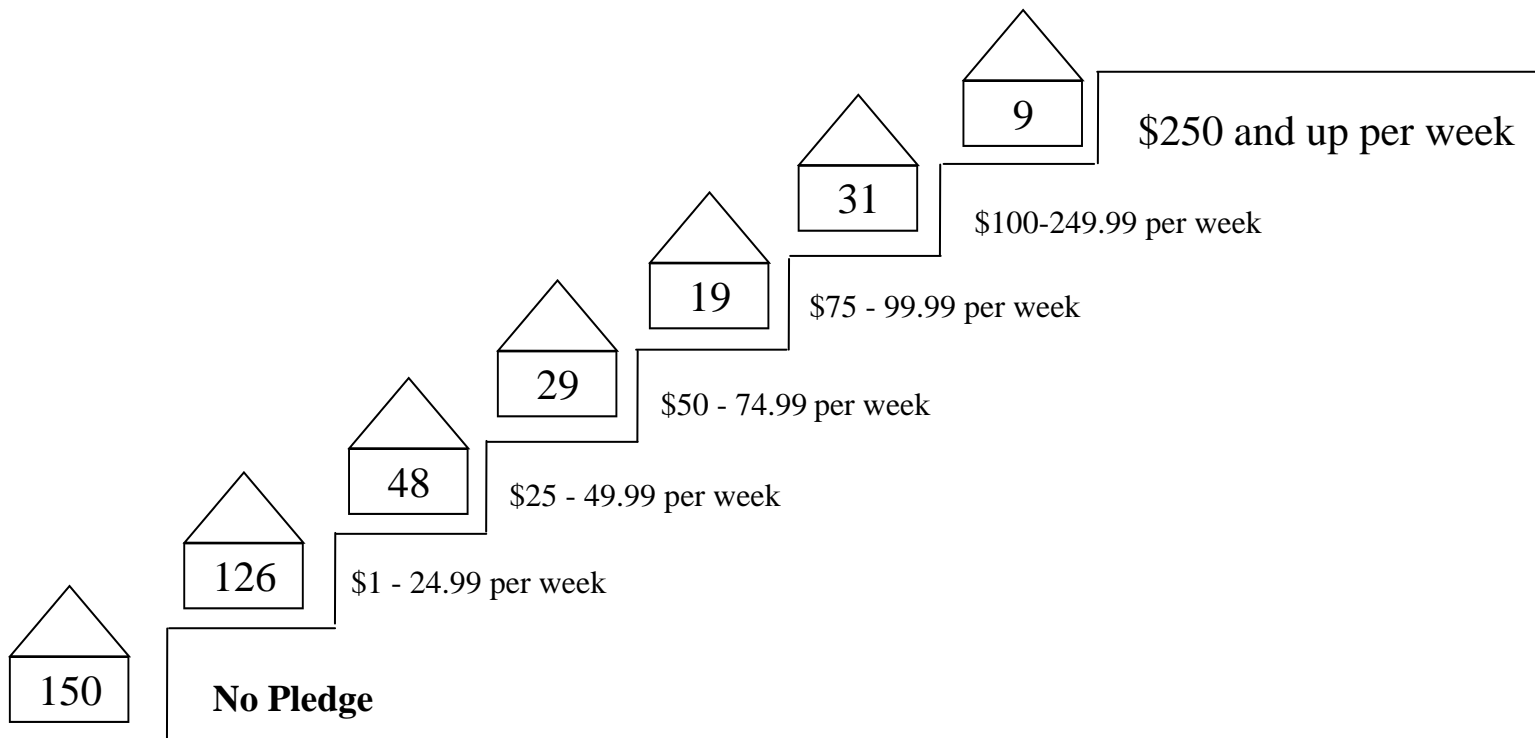 9
$250 and up per week
31
$100-249.99 per week
19
$75 - 99.99 per week
29
$50 - 74.99 per week
48
$25 - 49.99 per week
126
$1 - 24.99 per week
150
No Pledge